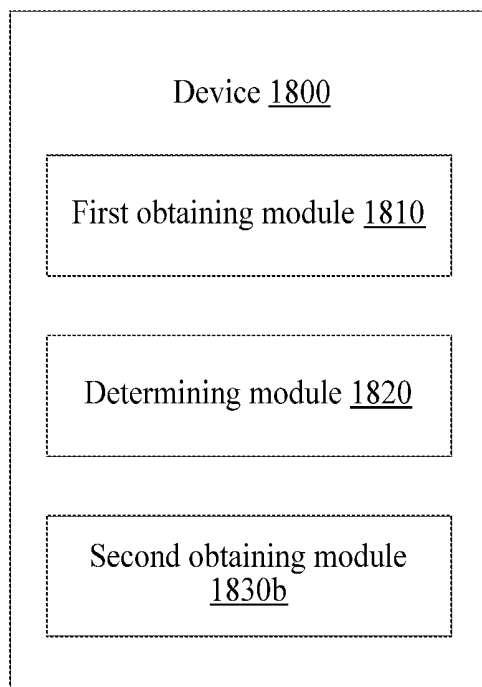 Device 1800
First obtaining module 1810
Determining module 1820
Second obtaining module
1830b